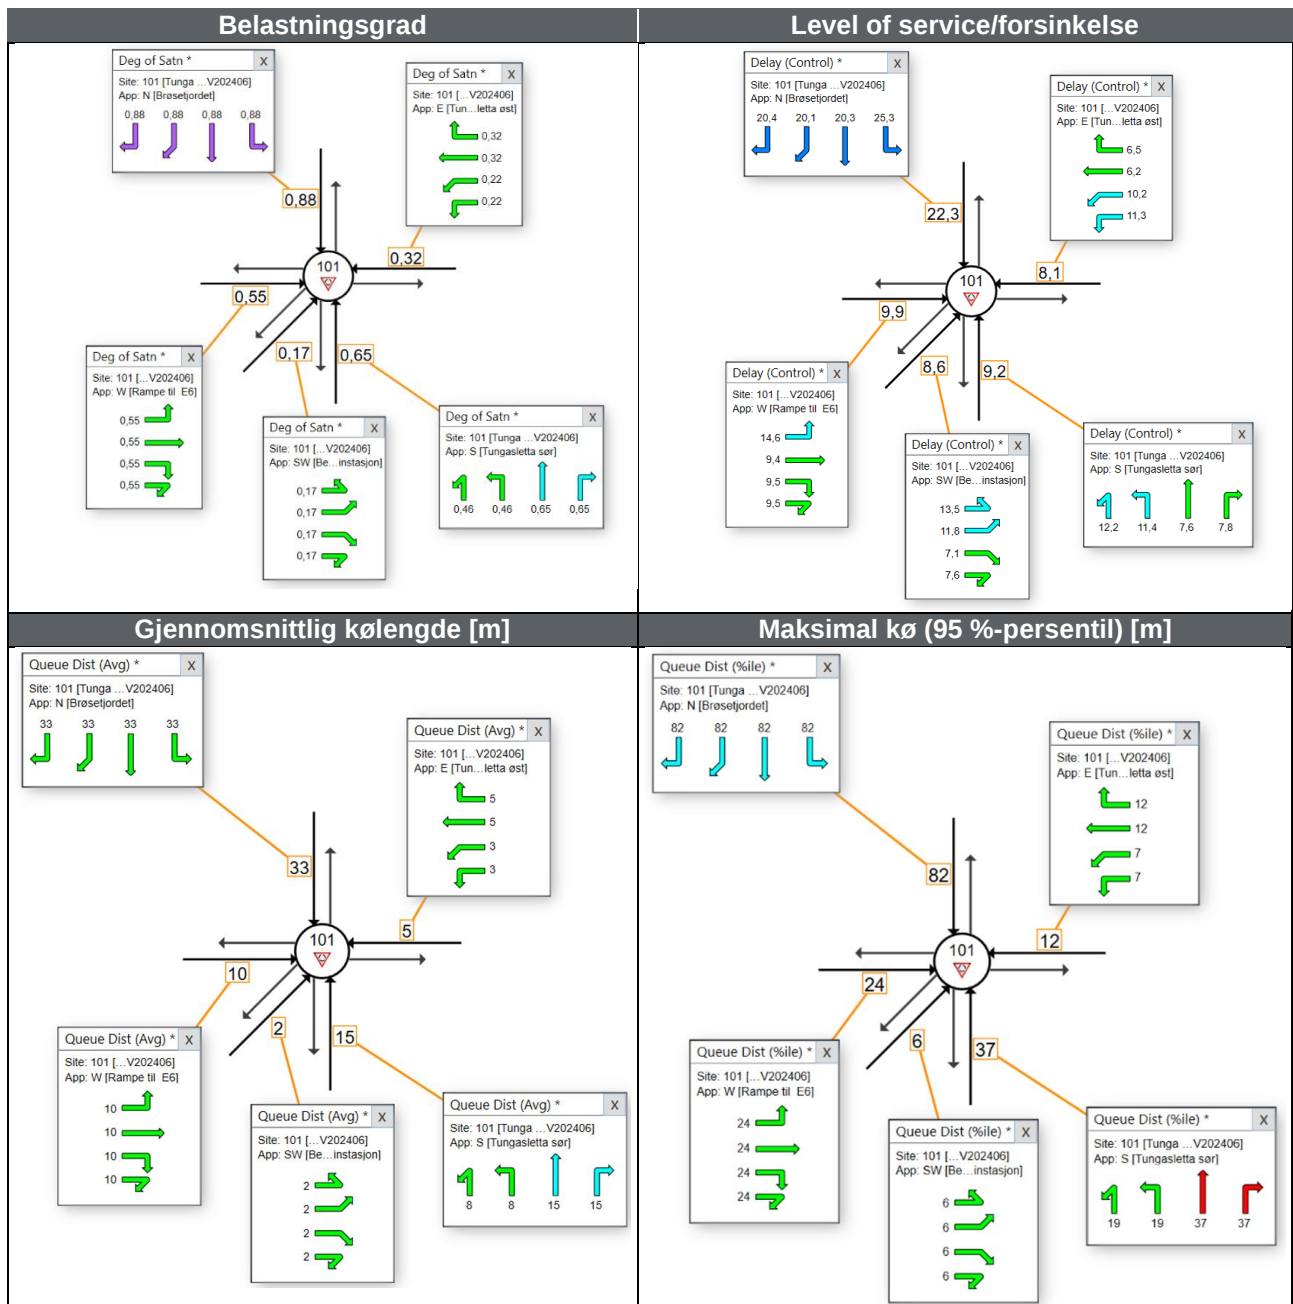 Belastningsgrad
Deg of Satn * X
Site: 101 [Tunga ...V202406]
App: N [Brøsetjordet]
0,88 0,88 0,88 0,88
Deg of Satn * X
Site: 101 [...V202406]
App: E [Tun...letta øst]
0,32
0,32
0,22
0,22
0,88
101
0,32
0,55
0,17
0,65
Deg of Satn * X
Site: 101 [...V202406]
App: W [Rampe til E6]
0,55
0,55
0,55
0,55
Deg of Satn * X
Site: 101 [...V202406]
App: SW [Be...instasjon]
0,17
0,17
0,17
0,17
Deg of Satn * X
Site: 101 [Tunga ...V202406]
App: S [Tungasletta sør]
0,46 0,46 0,65 0,65
Level of service/forsinkelse
Delay (Control) * X
Site: 101 [Tunga ...V202406]
App: N [Brøsetjordet]
20,4 20,1 20,3 25,3
Delay (Control) * X
Site: 101 [...V202406]
App: E [Tun...letta øst]
6,5
6,2
10,2
11,3
22,3
101
8,1
9,9
8,6
9,2
Delay (Control) * X
Site: 101 [...V202406]
App: W [Rampe til E6]
14,6
9,4
9,5
9,5
Delay (Control) * X
Site: 101 [...V202406]
App: SW [Be...instasjon]
13,5
11,8
7,1
7,6
Delay (Control) * X
Site: 101 [Tunga ...V202406]
App: S [Tungasletta sør]
12,2 11,4 7,6 7,8
Gjennomsnittlig kølengde [m]
Queue Dist (Avg) * X
Site: 101 [Tunga ...V202406]
App: N [Brøsetjordet]
33 33 33 33
Queue Dist (Avg) * X
Site: 101 [...V202406]
App: E [Tun...letta øst]
5
5
3
3
33
101
5
10
2
15
Queue Dist (Avg) * X
Site: 101 [...V202406]
App: W [Rampe til E6]
10
10
10
10
Queue Dist (Avg) * X
Site: 101 [...V202406]
App: SW [Be...instasjon]
2
2
2
2
Queue Dist (Avg) * X
Site: 101 [Tunga ...V202406]
App: S [Tungasletta sør]
8 8 15 15
Maksimal kø (95 %-persentil) [m]
Queue Dist (%ile) * X
Site: 101 [Tunga ...V202406]
App: N [Brøsetjordet]
82 82 82 82
Queue Dist (%ile) * X
Site: 101 [...V202406]
App: E [Tun...letta øst]
12
12
7
7
82
101
12
24
6
37
Queue Dist (%ile) * X
Site: 101 [...V202406]
App: W [Rampe til E6]
24
24
24
24
Queue Dist (%ile) * X
Site: 101 [...V202406]
App: SW [Be...instasjon]
6
6
6
6
Queue Dist (%ile) * X
Site: 101 [Tunga ...V202406]
App: S [Tungasletta sør]
19 19 37 37